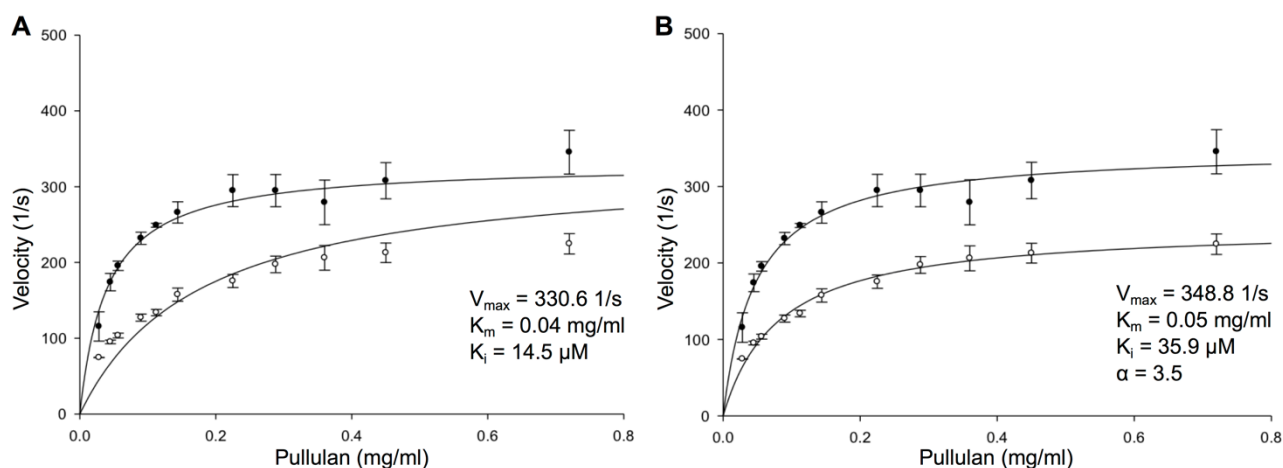 A
500
400
300
200
100
0
Velocity (1/s)
0.0 0.2 0.4 0.6 0.8
Pullulan (mg/ml)
Vmax = 330.6 1/s
Km = 0.04 mg/ml
Ki = 14.5 µM
B
500
400
300
200
100
0
Velocity (1/s)
0.0 0.2 0.4 0.6 0.8
Pullulan (mg/ml)
Vmax = 348.8 1/s
Km = 0.05 mg/ml
Ki = 35.9 µM
α = 3.5